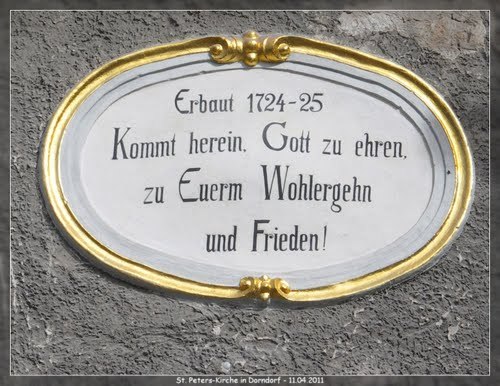 Erbaut 1724-25
Kommt herein, Gott zu ehren,
zu Euerm Wohlergehn
und Frieden!
St. Peters-Kirche in Dorndorf - 11.04.2011